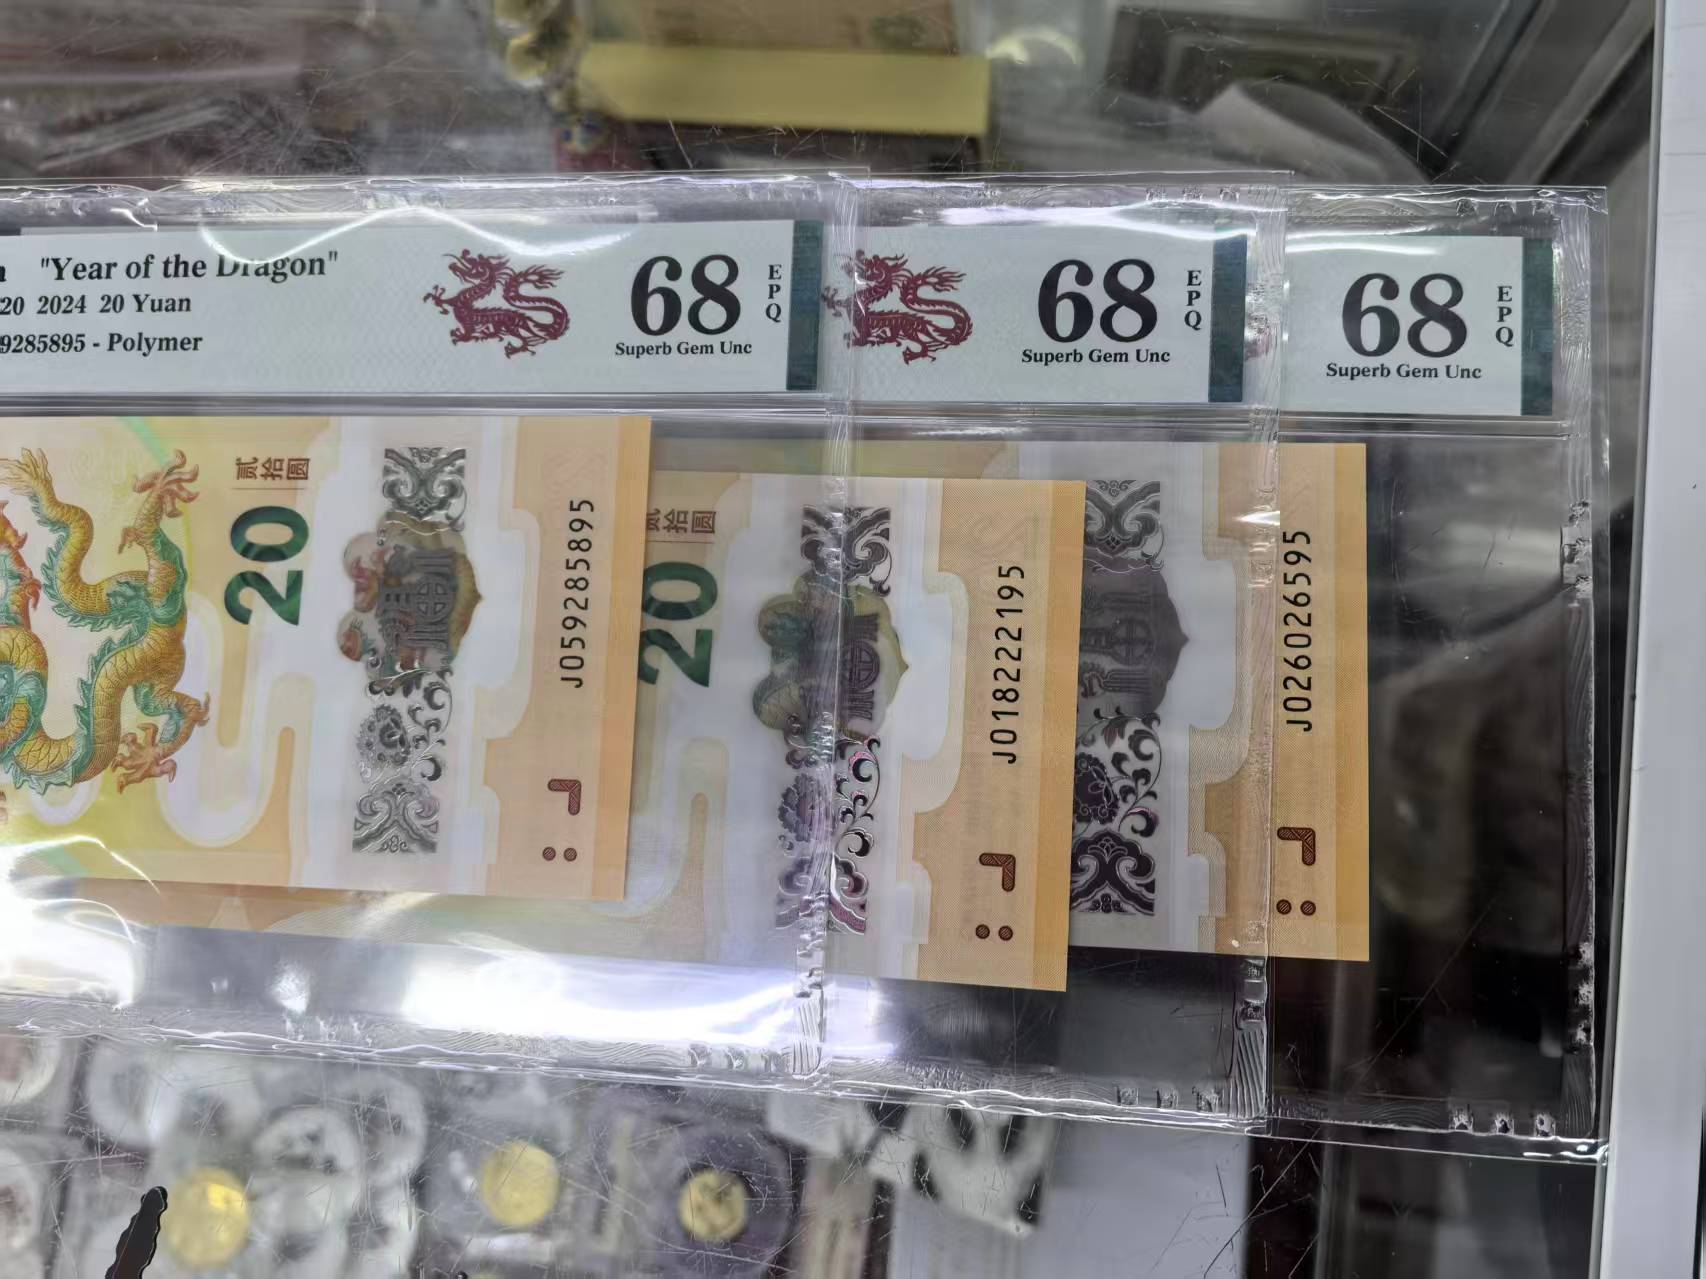 "Year of the Dragon"
20 2024 20 Yuan
9285895 - Polymer
68
EPQ
Superb Gem Unc
68
EPQ
Superb Gem Unc
68
EPQ
Superb Gem Unc
贰拾圆
20
J059285895
贰拾圆
20
J018222195
J026026595